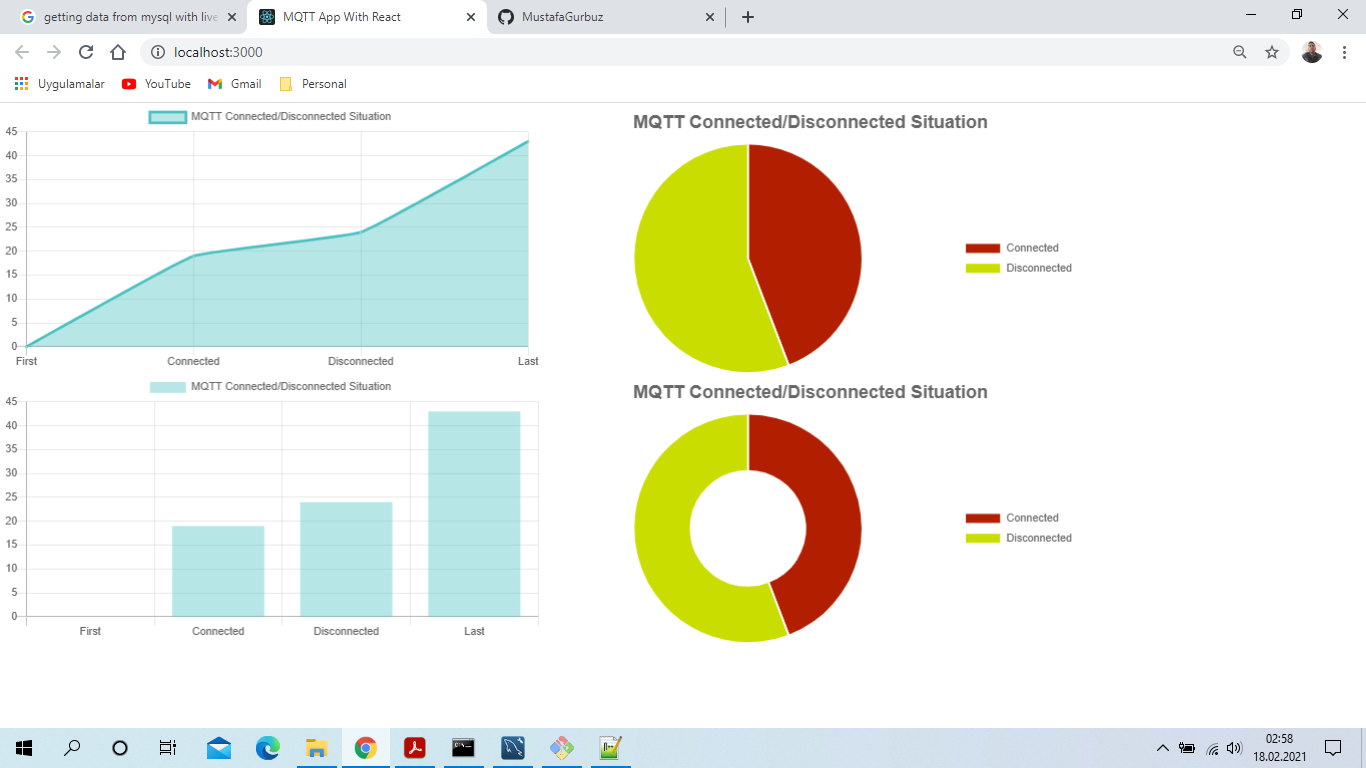 getting data from mysql with live
MQTT App With React
MustafaGurbuz
localhost:3000
Uygulamalar
YouTube
Gmail
Personal
MQTT Connected/Disconnected Situation
45
40
35
30
25
20
15
10
5
0
First Connected Disconnected Last
MQTT Connected/Disconnected Situation
Connected
Disconnected
MQTT Connected/Disconnected Situation
45
40
35
30
25
20
15
10
5
0
First Connected Disconnected Last
MQTT Connected/Disconnected Situation
Connected
Disconnected
02:58
18.02.2021